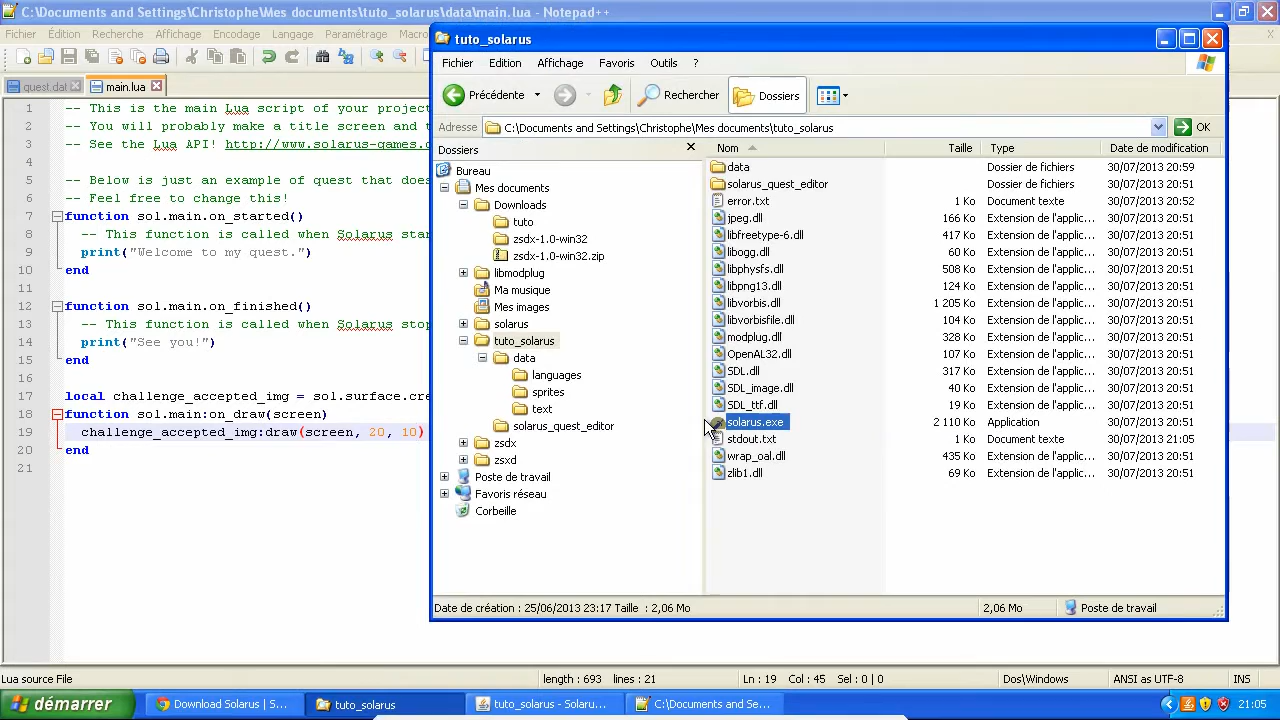 C:\Documents and Settings\Christophe\Mes documents\tuto_solarus\data\main.lua - Notepad++
Fichier Édition Recherche Affichage Encodage Langage Paramétrage Macro
quest.dat main.lua
1 -- This is the main Lua script of your project
2 -- You will probably make a title screen and t
3 -- See the Lua API! http://www.solarus-games.o
4
5 -- Below is just an example of quest that does
6 -- Feel free to change this!
7 function sol.main.on_started()
8 -- This function is called when Solarus star
9 print("Welcome to my quest.")
10 end
11
12 function sol.main.on_finished()
13 -- This function is called when Solarus stop
14 print("See you!")
15 end
16
17 local challenge_accepted_img = sol.surface.cre
18 function sol.main:on_draw(screen)
19 challenge_accepted_img:draw(screen, 20, 10)
20 end
21
tuto_solarus
Fichier Edition Affichage Favoris Outils ?
Précédent Rechercher Dossiers
Adresse C:\Documents and Settings\Christophe\Mes documents\tuto_solarus OK
Dossiers
Bureau
Mes documents
Downloads
tuto
zsdx-1.0-win32
zsdx-1.0-win32.zip
libmodplug
Ma musique
Mes images
solarus
tuto_solarus
data
languages
sprites
text
solarus_quest_editor
zsdx
zsxd
Poste de travail
Favoris réseau
Corbeille
Nom Taille Type Date de modification
data Dossier de fichiers 30/07/2013 20:59
solarus_quest_editor Dossier de fichiers 30/07/2013 20:51
error.txt 1 Ko Document texte 30/07/2013 20:52
jpeg.dll 166 Ko Extension de l'applic... 30/07/2013 20:51
libfreetype-6.dll 417 Ko Extension de l'applic... 30/07/2013 20:51
libogg.dll 60 Ko Extension de l'applic... 30/07/2013 20:51
libphysfs.dll 508 Ko Extension de l'applic... 30/07/2013 20:51
libpng13.dll 124 Ko Extension de l'applic... 30/07/2013 20:51
libvorbis.dll 1 205 Ko Extension de l'applic... 30/07/2013 20:51
libvorbisfile.dll 104 Ko Extension de l'applic... 30/07/2013 20:51
modplug.dll 337 Ko Extension de l'applic... 30/07/2013 20:51
OpenAL32.dll 107 Ko Extension de l'applic... 30/07/2013 20:51
SDL.dll 317 Ko Extension de l'applic... 30/07/2013 20:51
SDL_image.dll 40 Ko Extension de l'applic... 30/07/2013 20:51
SDL_ttf.dll 19 Ko Extension de l'applic... 30/07/2013 20:51
solarus.exe 2 110 Ko Application 30/07/2013 20:51
stdout.txt 1 Ko Document texte 30/07/2013 21:05
wrap_oal.dll 435 Ko Extension de l'applic... 30/07/2013 20:51
zlib1.dll 69 Ko Extension de l'applic... 30/07/2013 20:51
Date de création : 25/06/2013 23:17 Taille : 2,06 Mo 2,06 Mo Poste de travail
Lua source File length : 693 lines : 21 Ln : 19 Col : 45 Sel : 0 | 0 Dos\Windows ANSI as UTF-8 INS
démarrer Download Solarus | S... tuto_solarus tuto_solarus - Solaru... C:\Documents and Se... 21:05